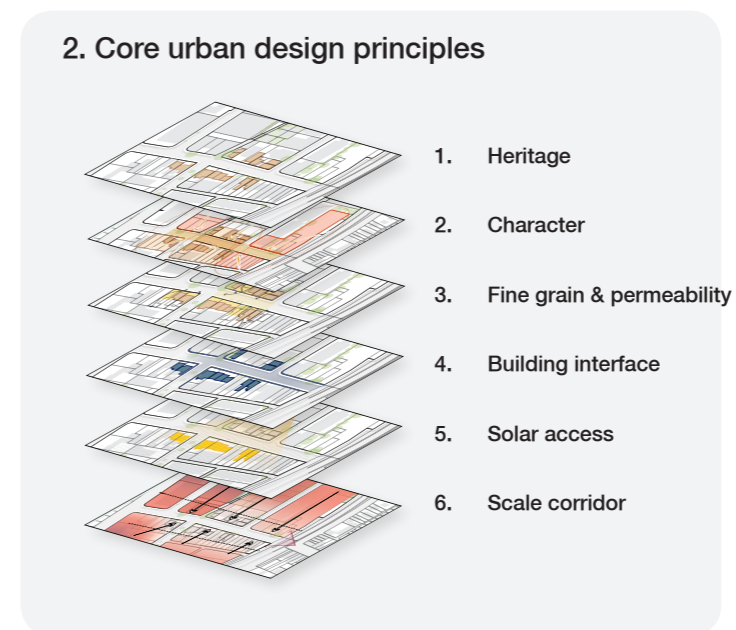 2. Core urban design principles
1. Heritage
2. Character
3. Fine grain & permeability
4. Building interface
5. Solar access
6. Scale corridor